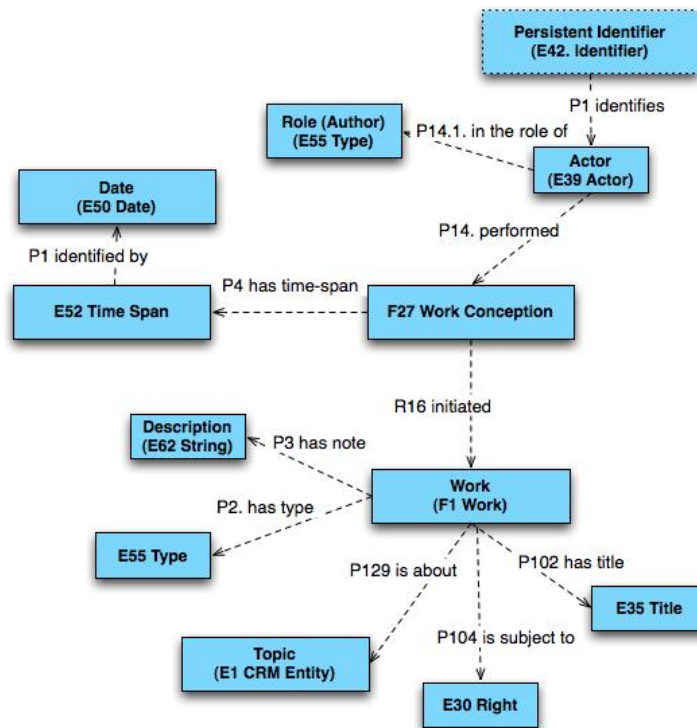 Persistent Identifier
(E42. Identifier)
P1 identifies
Role (Author)
(E55 Type)
P14.1. in the role of
Actor
(E39 Actor)
Date
(E50 Date)
P14. performed
P1 identified by
P4 has time-span
E52 Time Span
F27 Work Conception
R16 initiated
Description
(E62 String)
P3 has note
Work
(F1 Work)
P2. has type
E55 Type
P129 is about
P102 has title
E35 Title
P104 is subject to
Topic
(E1 CRM Entity)
E30 Right